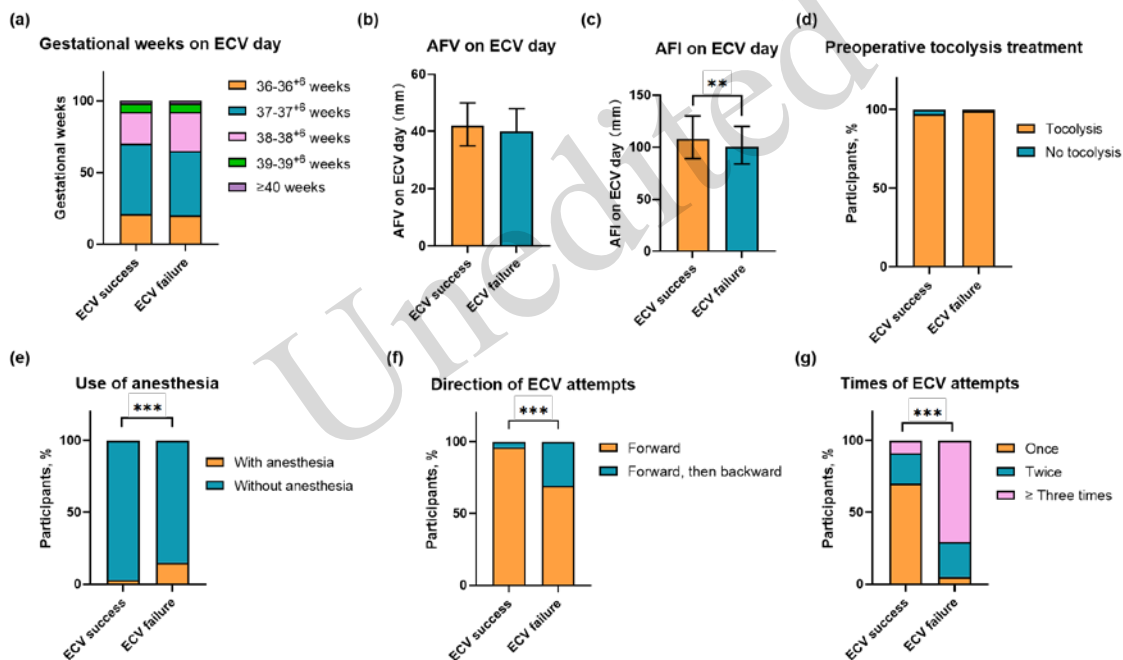 (a)
Gestational weeks on ECV day
Gestational weeks
100
50
0
ECV success
ECV failure
36-36+6 weeks
37-37+6 weeks
38-38+6 weeks
39-39+6 weeks
≥40 weeks
(b)
AFV on ECV day
AFV on ECV day (mm)
60
40
20
0
ECV success
ECV failure
(c)
AFI on ECV day
**
AFI on ECV day (mm)
150
100
50
0
ECV success
ECV failure
(d)
Preoperative tocolysis treatment
Participants, %
100
50
0
ECV success
ECV failure
Tocolysis
No tocolysis
(e)
Use of anesthesia
***
Participants, %
100
50
0
ECV success
ECV failure
With anesthesia
Without anesthesia
(f)
Direction of ECV attempts
***
Participants, %
100
50
0
ECV success
ECV failure
Forward
Forward, then backward
(g)
Times of ECV attempts
***
Participants, %
100
50
0
ECV success
ECV failure
Once
Twice
≥ Three times
Unedited